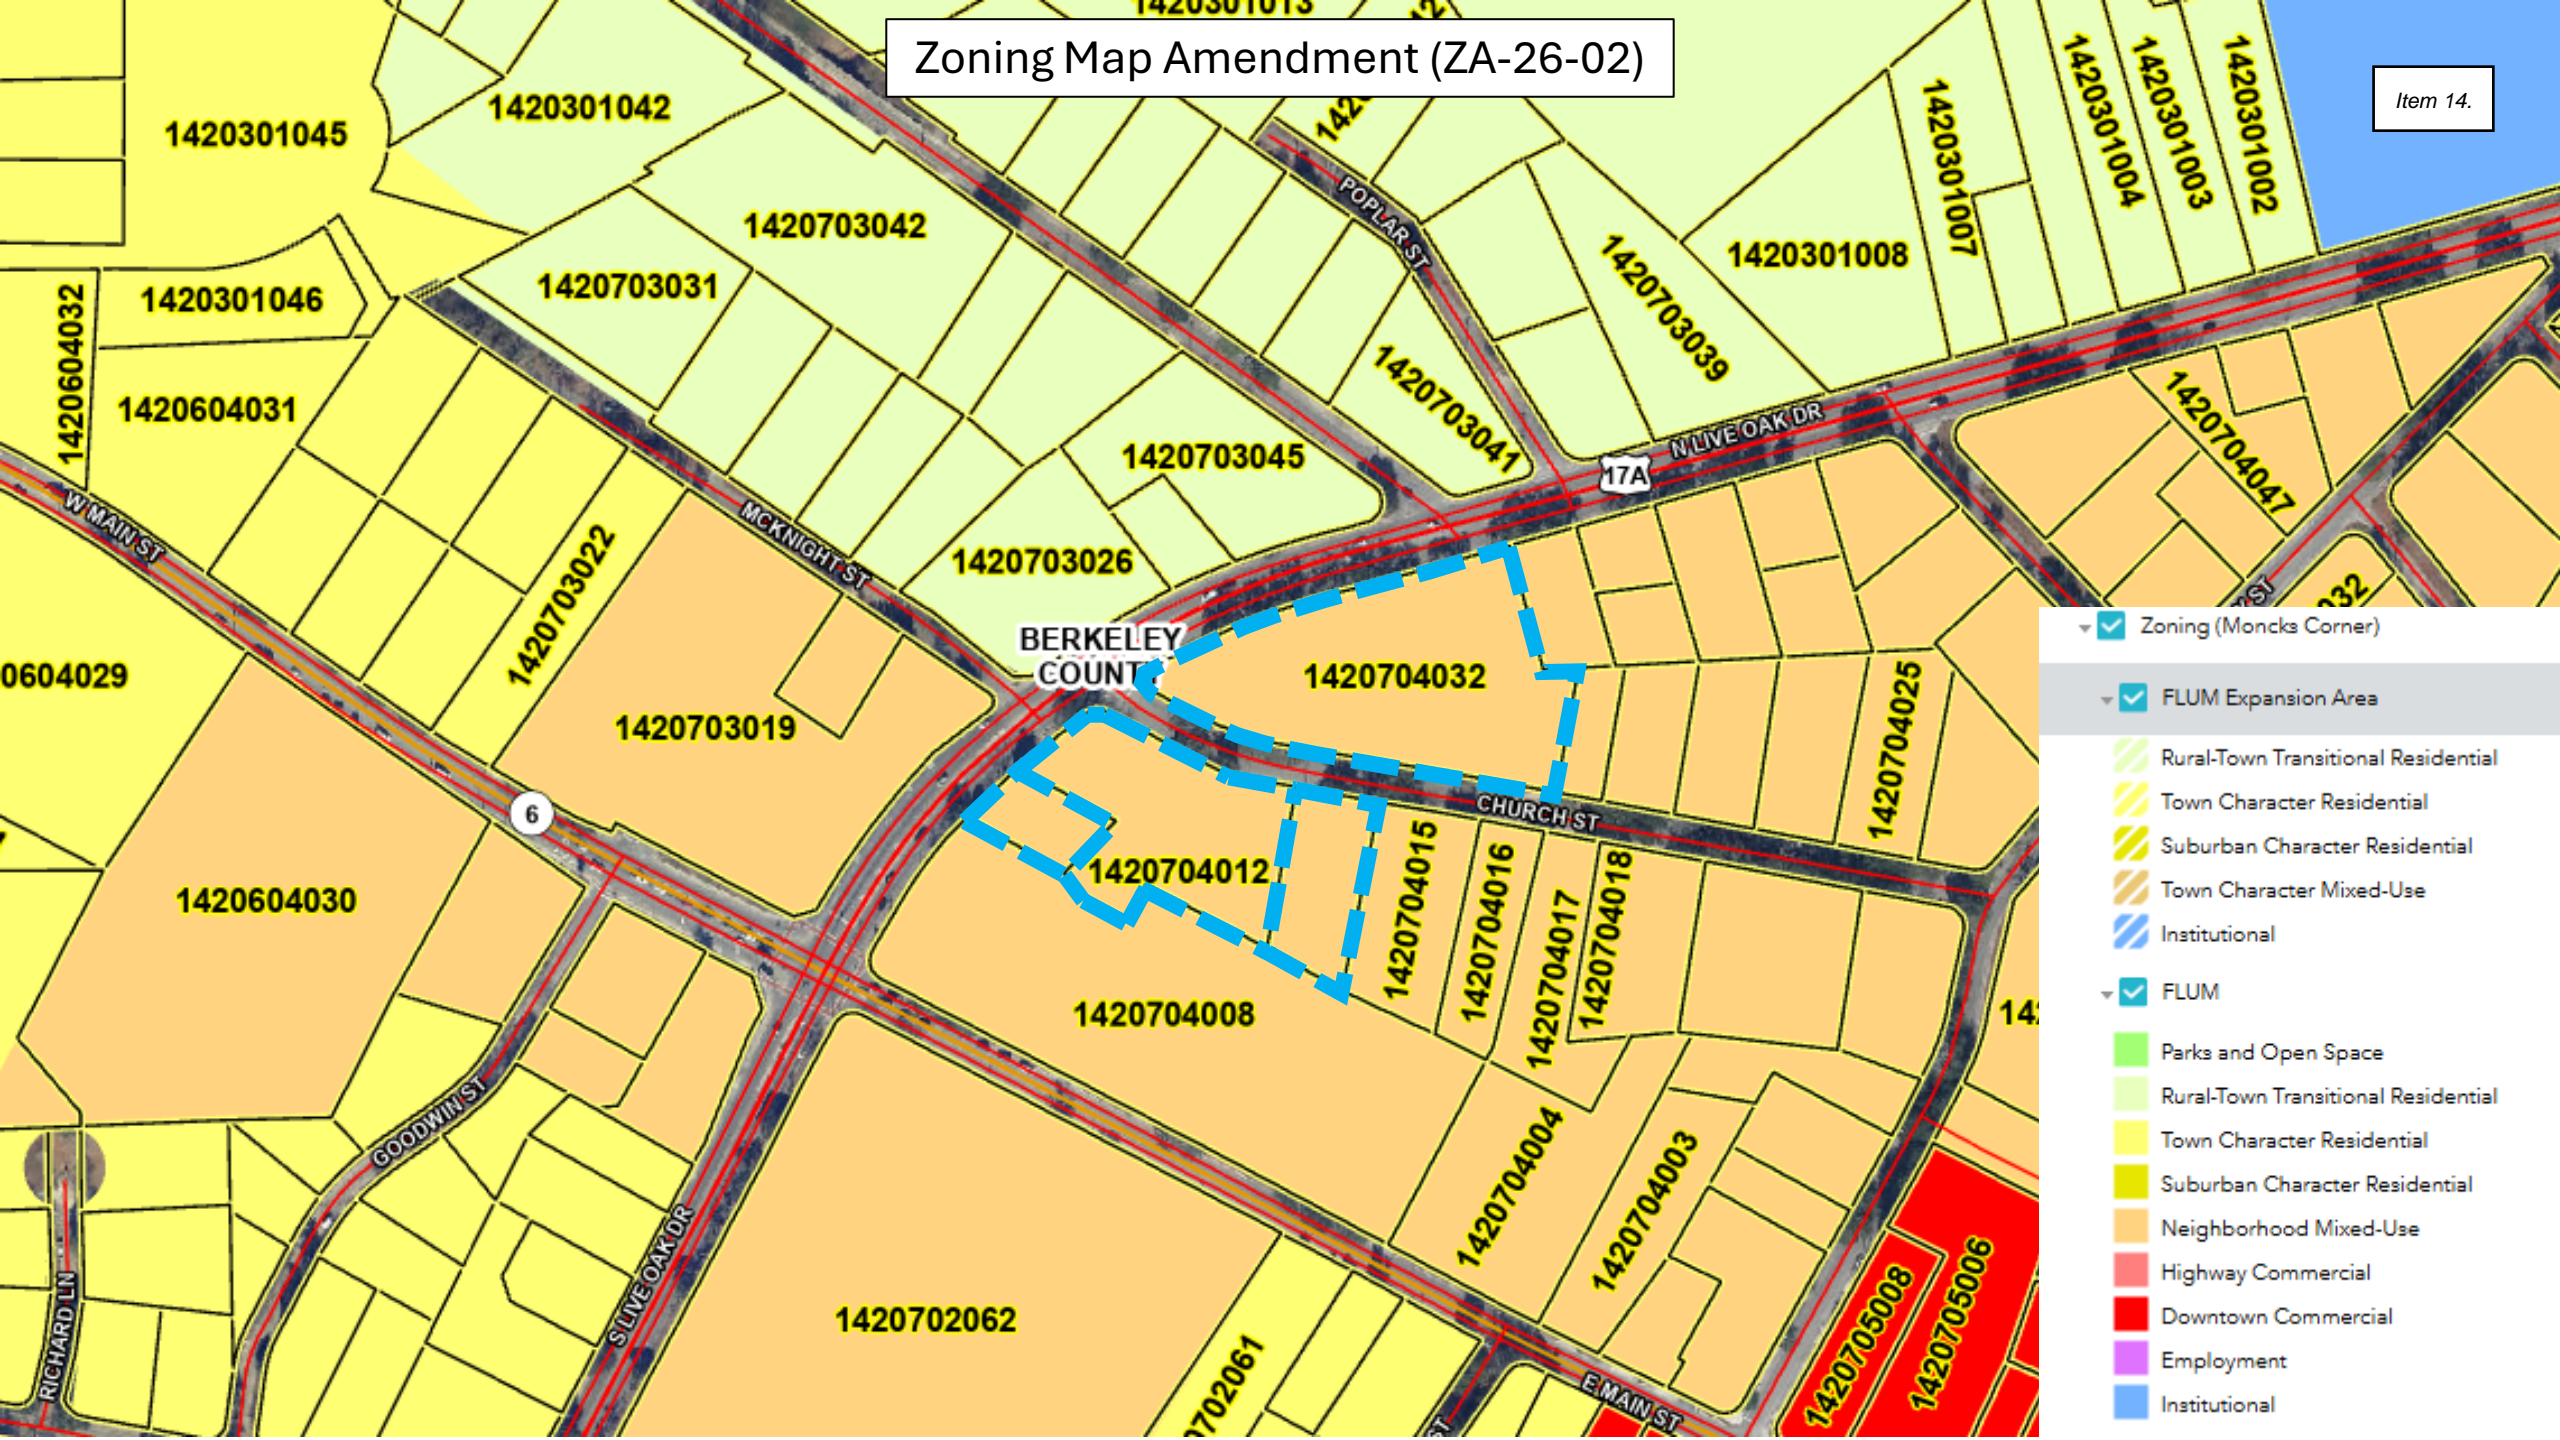 1420301013
Zoning Map Amendment (ZA-26-02)
Item 14.
1420301042
1420301045
1420301007
1420301004
1420301003
1420301002
POPLAR ST
1420703042
1420703039
1420301008
1420703031
1420301046
1420604032
1420604031
1420703041
1420704047
N LIVE OAK DR
17A
1420703045
W MAIN ST
MCKNIGHT ST
1420703026
1420703022
BERKELEY
COUNTY
0604029
1420704032
1420703019
1420704025
6
CHURCH ST
1420704012
1420704015
1420704016
1420704017
1420704018
1420604030
1420704008
GOODWIN ST
1420704004
1420704003
S LIVE OAK DR
RICHARD LN
1420702062
702061
E MAIN ST
1420705008
1420705006
Zoning (Moncks Corner)
FLUM Expansion Area
Rural-Town Transitional Residential
Town Character Residential
Suburban Character Residential
Town Character Mixed-Use
Institutional
FLUM
Parks and Open Space
Rural-Town Transitional Residential
Town Character Residential
Suburban Character Residential
Neighborhood Mixed-Use
Highway Commercial
Downtown Commercial
Employment
Institutional